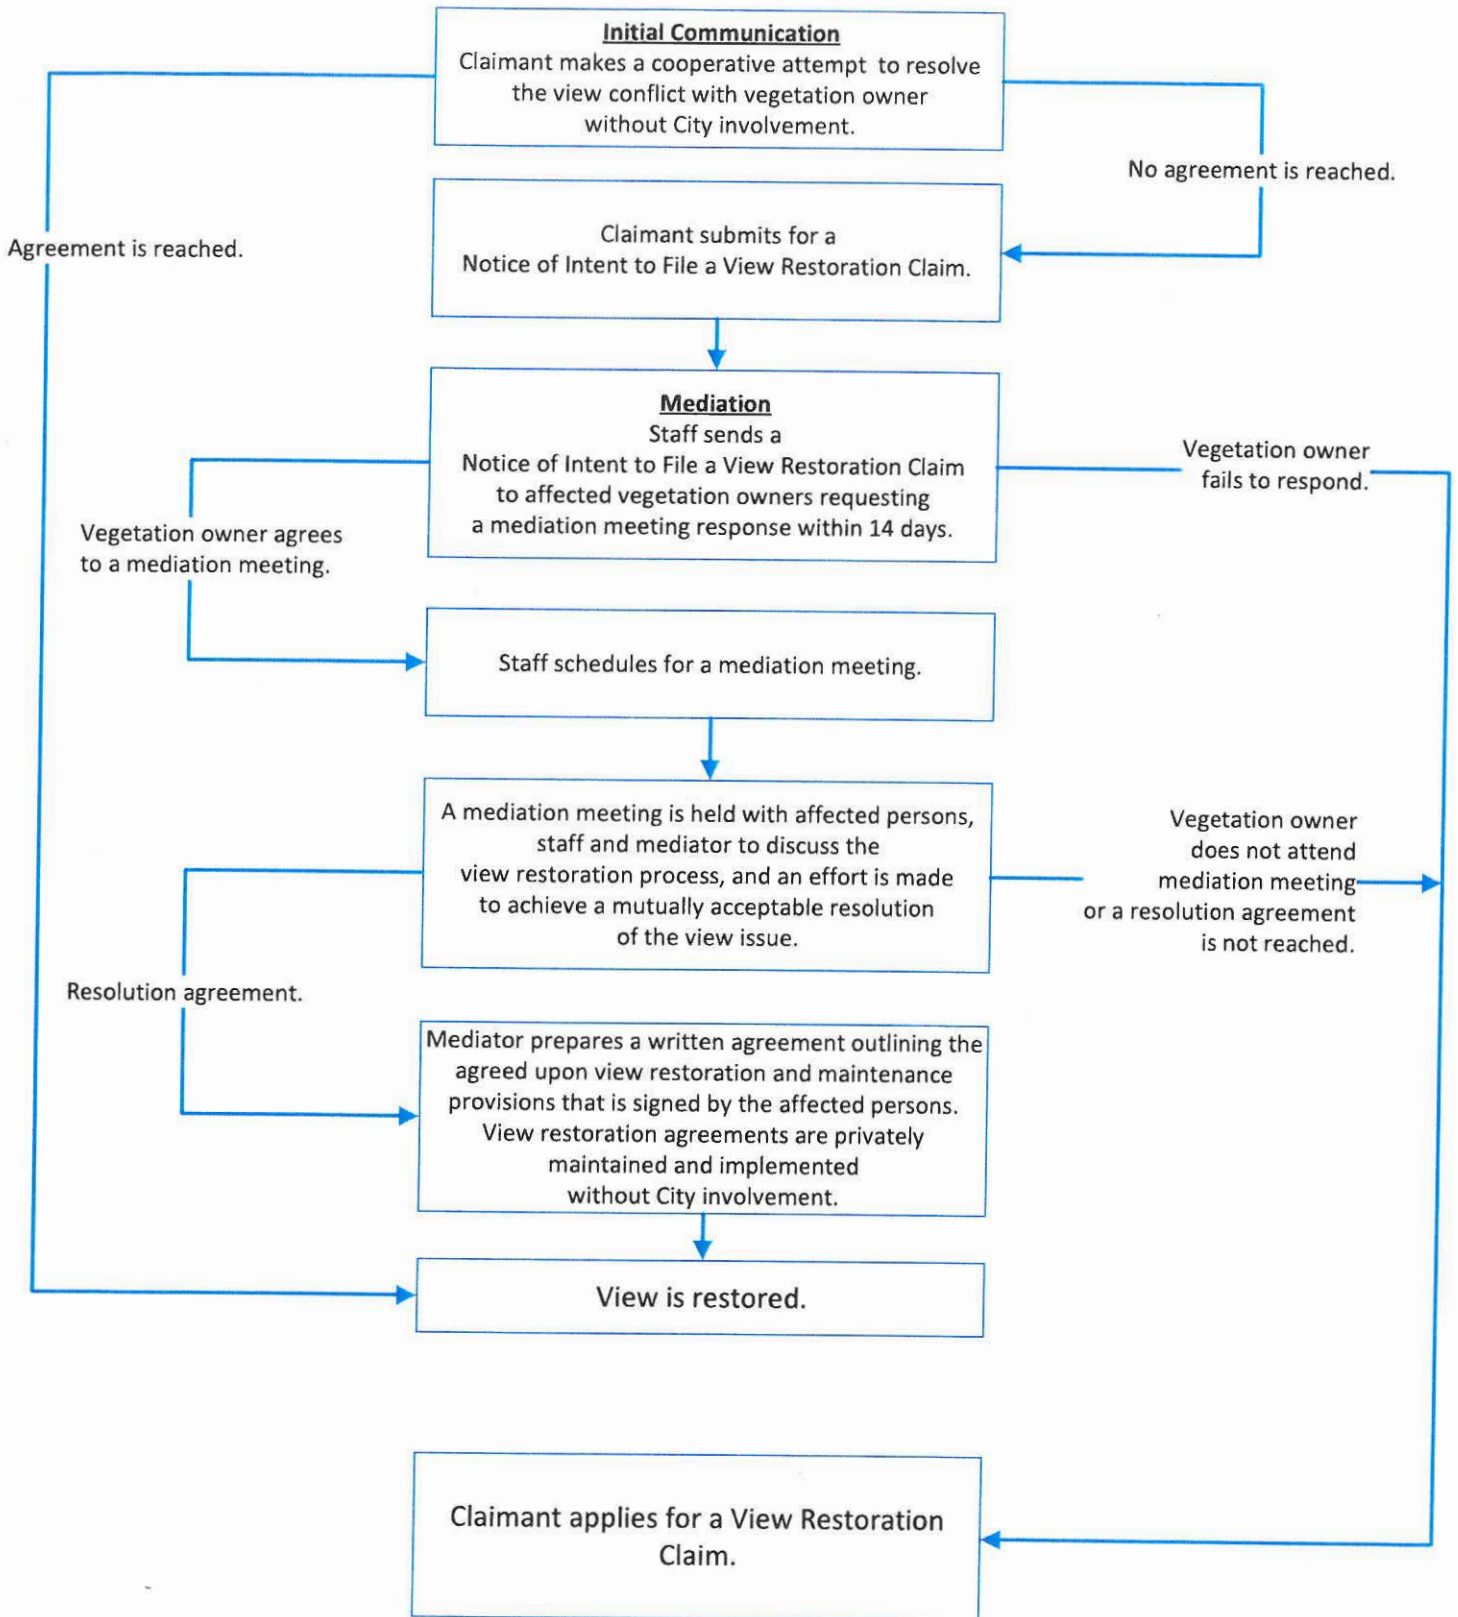 Initial Communication
Claimant makes a cooperative attempt to resolve
the view conflict with vegetation owner
without City involvement.
No agreement is reached.
Agreement is reached.
Claimant submits for a
Notice of Intent to File a View Restoration Claim.
Mediation
Staff sends a
Notice of Intent to File a View Restoration Claim
to affected vegetation owners requesting
a mediation meeting response within 14 days.
Vegetation owner
fails to respond.
Vegetation owner agrees
to a mediation meeting.
Staff schedules for a mediation meeting.
A mediation meeting is held with affected persons,
staff and mediator to discuss the
view restoration process, and an effort is made
to achieve a mutually acceptable resolution
of the view issue.
Vegetation owner
does not attend
mediation meeting
or a resolution agreement
is not reached.
Resolution agreement.
Mediator prepares a written agreement outlining the
agreed upon view restoration and maintenance
provisions that is signed by the affected persons.
View restoration agreements are privately
maintained and implemented
without City involvement.
View is restored.
Claimant applies for a View Restoration
Claim.